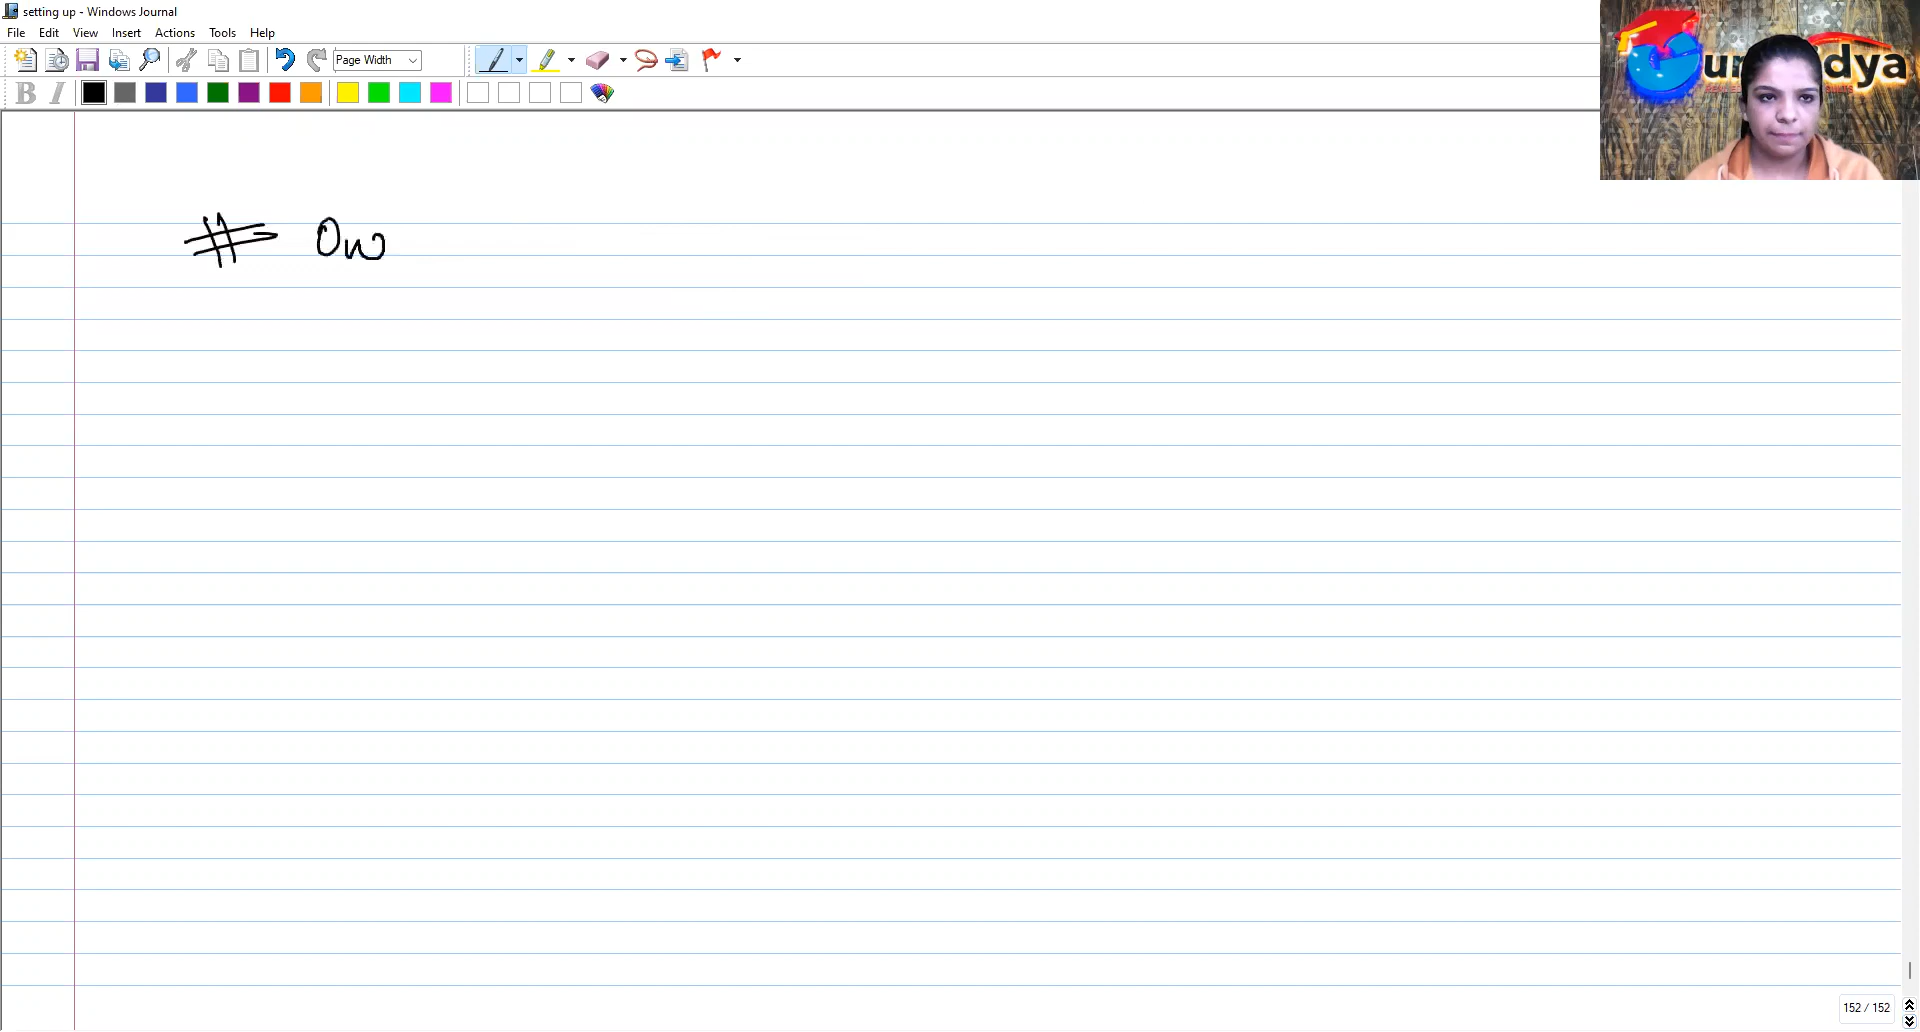 setting up - Windows Journal
File Edit View Insert Actions Tools Help
Page Width
B I
# Ow
152 / 152